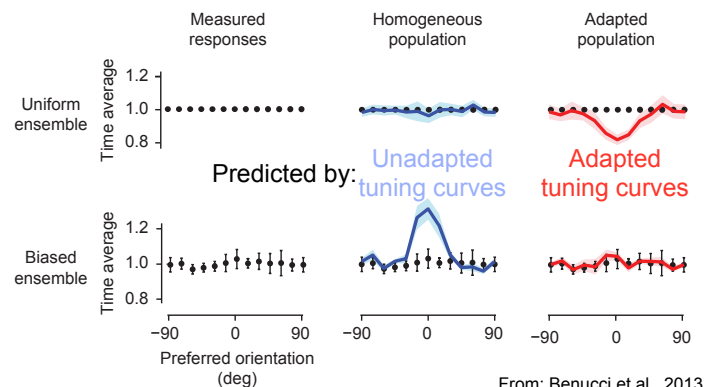 Measured
responses
Homogeneous
population
Adapted
population
Uniform
ensemble
Time average
1.2
1.0
0.8
Predicted by:
Unadapted
tuning curves
Adapted
tuning curves
Biased
ensemble
Time average
1.2
1.0
0.8
−90 0 90
−90 0 90
−90 0 90
Preferred orientation
(deg)
From: Benucci et al., 2013